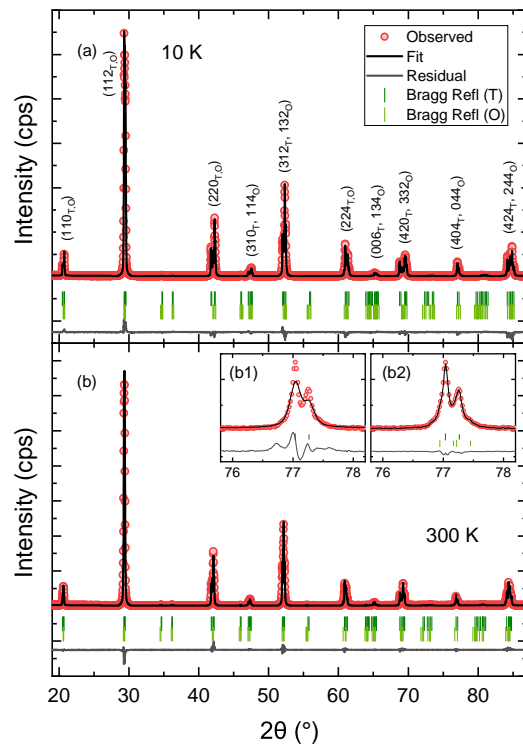 (a)
10 K
Observed
Fit
Residual
Bragg Refl (T)
Bragg Refl (O)
Intensity (cps)
(110T,O)
(112T,O)
(220T,O)
(310T, 114O)
(312T, 132O)
(224T,O)
(006T, 134O)
(420T, 332O)
(404T, 044O)
(424T, 244O)
(b)
300 K
Intensity (cps)
(b1)
76 77 78
(b2)
76 77 78
20 30 40 50 60 70 80
2θ (°)